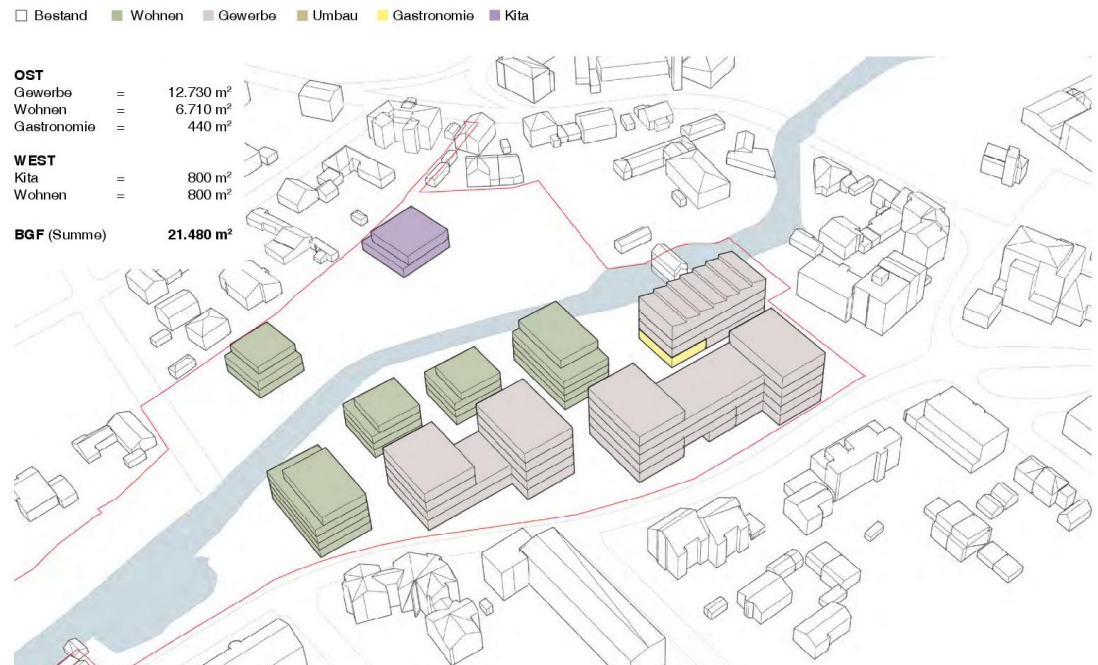 Bestand Wohnen Gewerbe Umbau Gastronomie Kita
OST
Gewerbe = 12.730 m²
Wohnen = 6.710 m²
Gastronomie = 440 m²
WEST
Kita = 800 m²
Wohnen = 800 m²
BGF (Summe) 21.480 m²